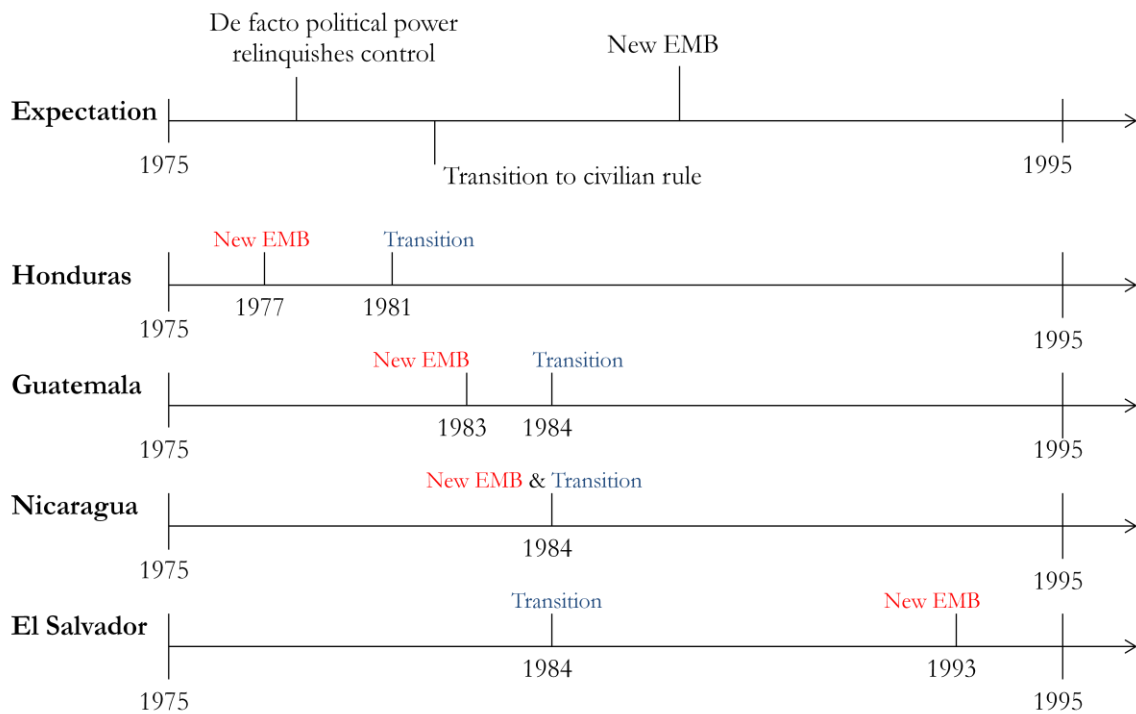 De facto political power
relinquishes control
New EMB
Expectation
1975
1995
Transition to civilian rule
New EMB
Transition
Honduras
1977
1981
1975
1995
New EMB
Transition
Guatemala
1983
1984
1975
1995
New EMB & Transition
Nicaragua
1984
1975
1995
Transition
New EMB
El Salvador
1984
1993
1975
1995